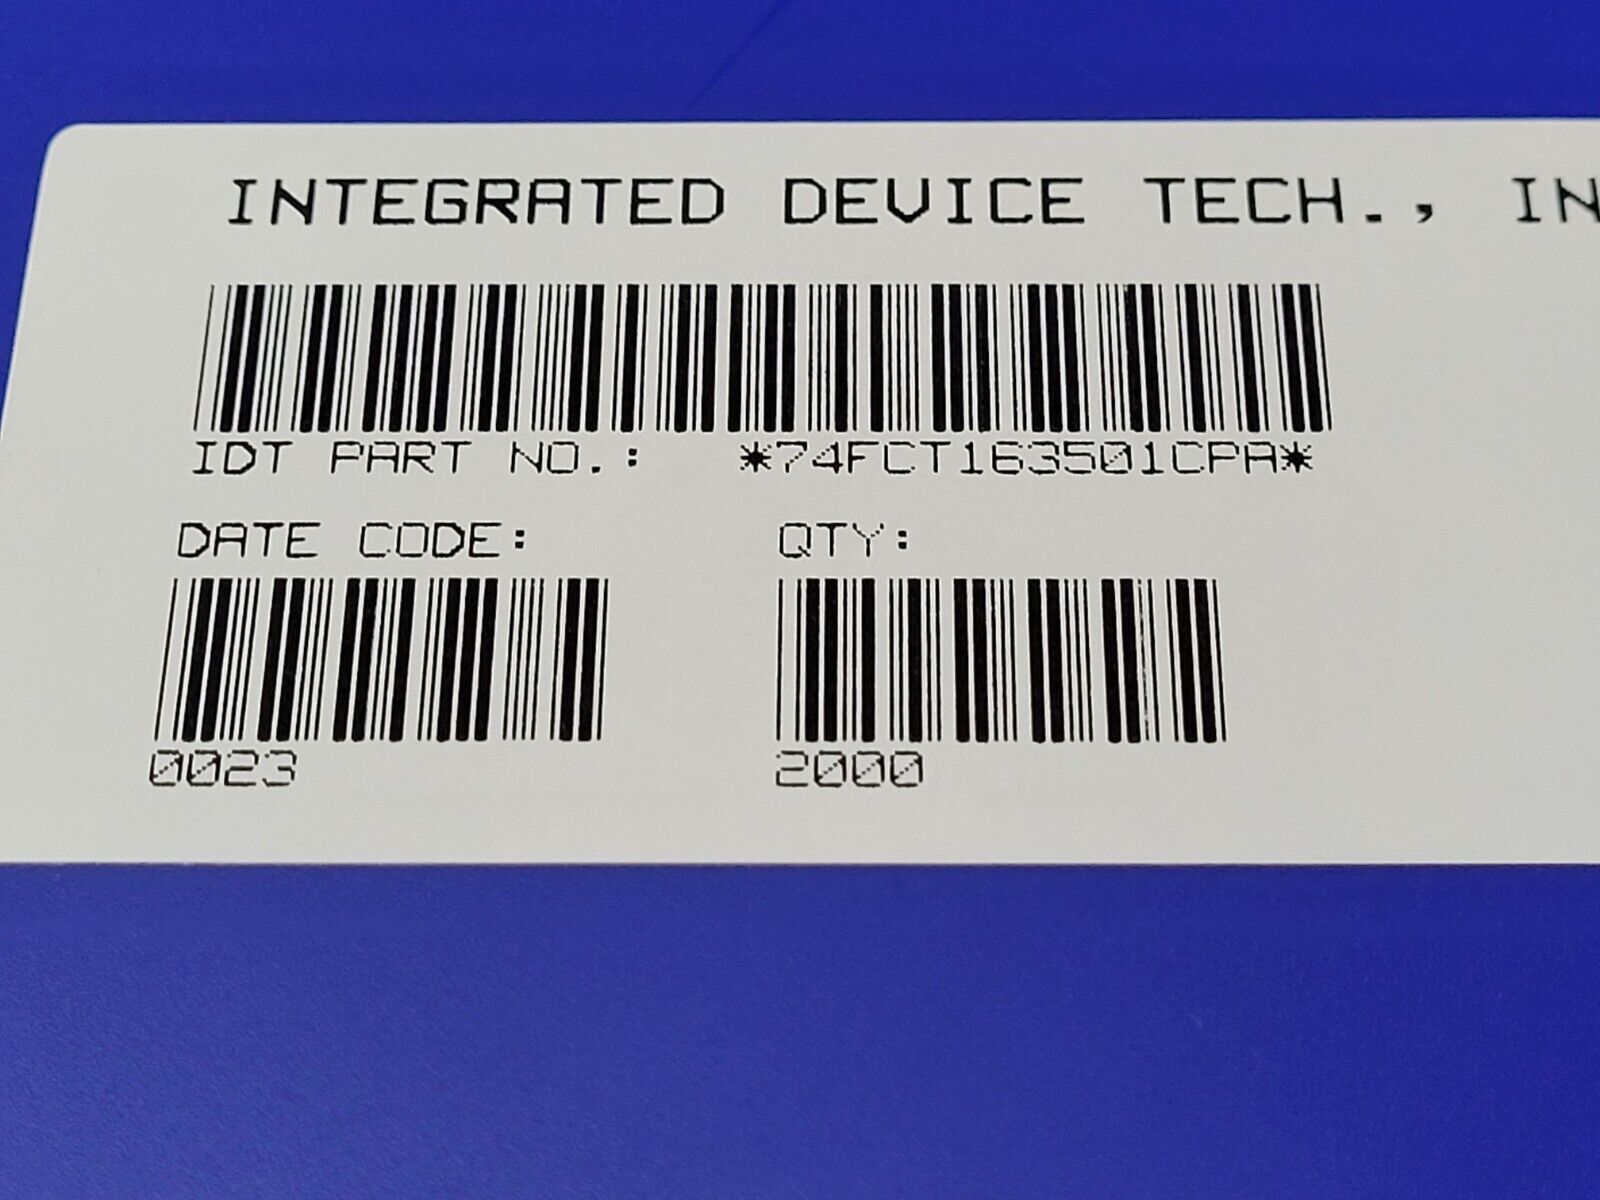 INTEGRATED DEVICE TECH., IN
IDT PART NO.: *74FCT163501CPA*
DATE CODE: QTY:
0023 2000